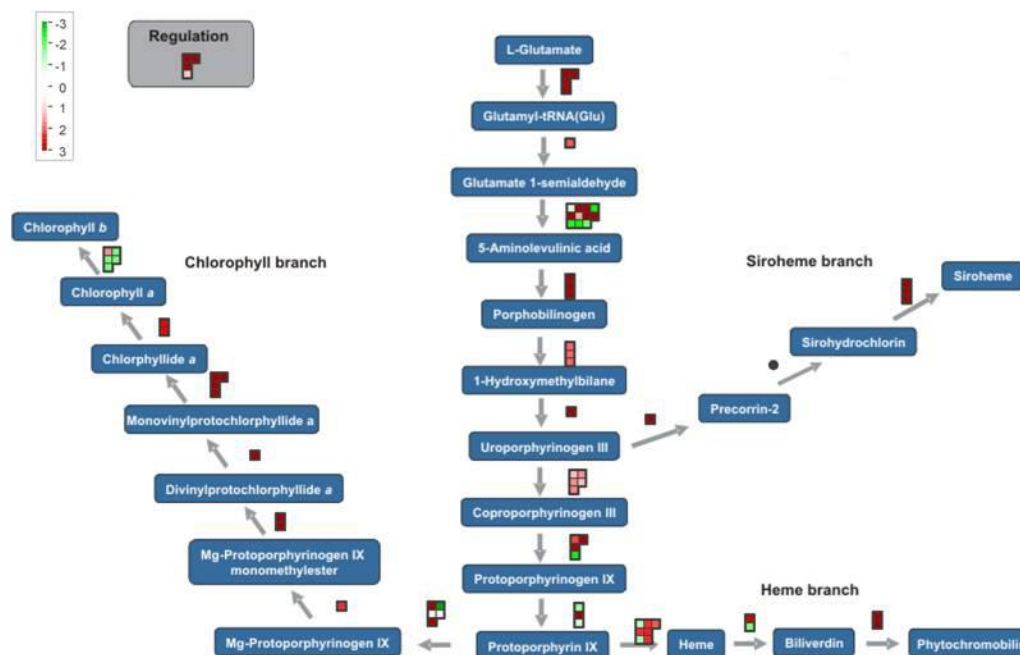 -3
-2
-1
0
1
2
3
Regulation
L-Glutamate
Glutamyl-tRNA(Glu)
Glutamate 1-semialdehyde
5-Aminolevulinic acid
Porphobilinogen
1-Hydroxymethylbilane
Uroporphyrinogen III
Coproporphyrinogen III
Protoporphyrinogen IX
Protoporphyrin IX
Chlorophyll branch
Chlorophyll b
Chlorophyll a
Chlorphyllide a
Monovinylprotochlorphyllide a
Divinylprotochlorphyllide a
Mg-Protoporphyrinogen IX
monomethylester
Mg-Protoporphyrinogen IX
Siroheme branch
Siroheme
Sirohydrochlorin
Precorrin-2
Heme branch
Heme
Biliverdin
Phytochromobilin